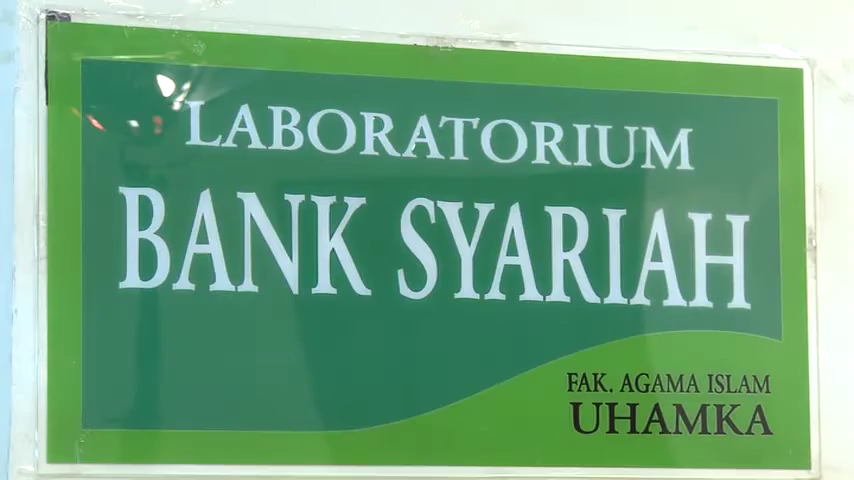 LABORATORIUM
BANK SYARIAH
FAK. AGAMA ISLAM
UHAMKA